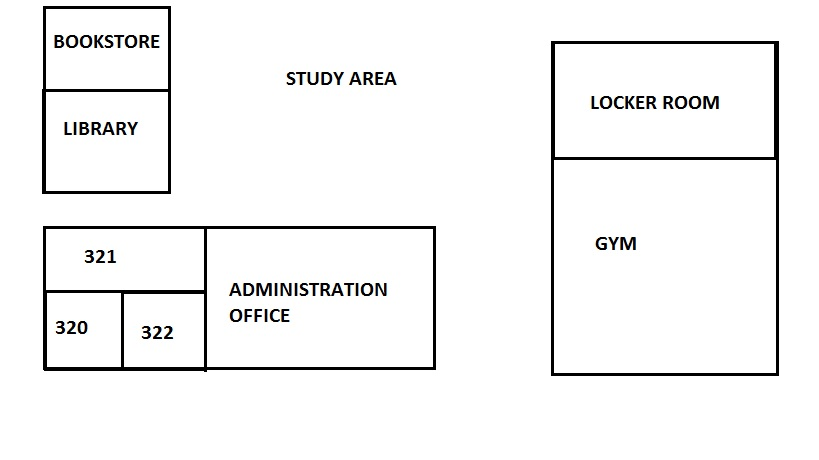 BOOKSTORE
STUDY AREA
LOCKER ROOM
LIBRARY
GYM
321
ADMINISTRATION
OFFICE
320
322